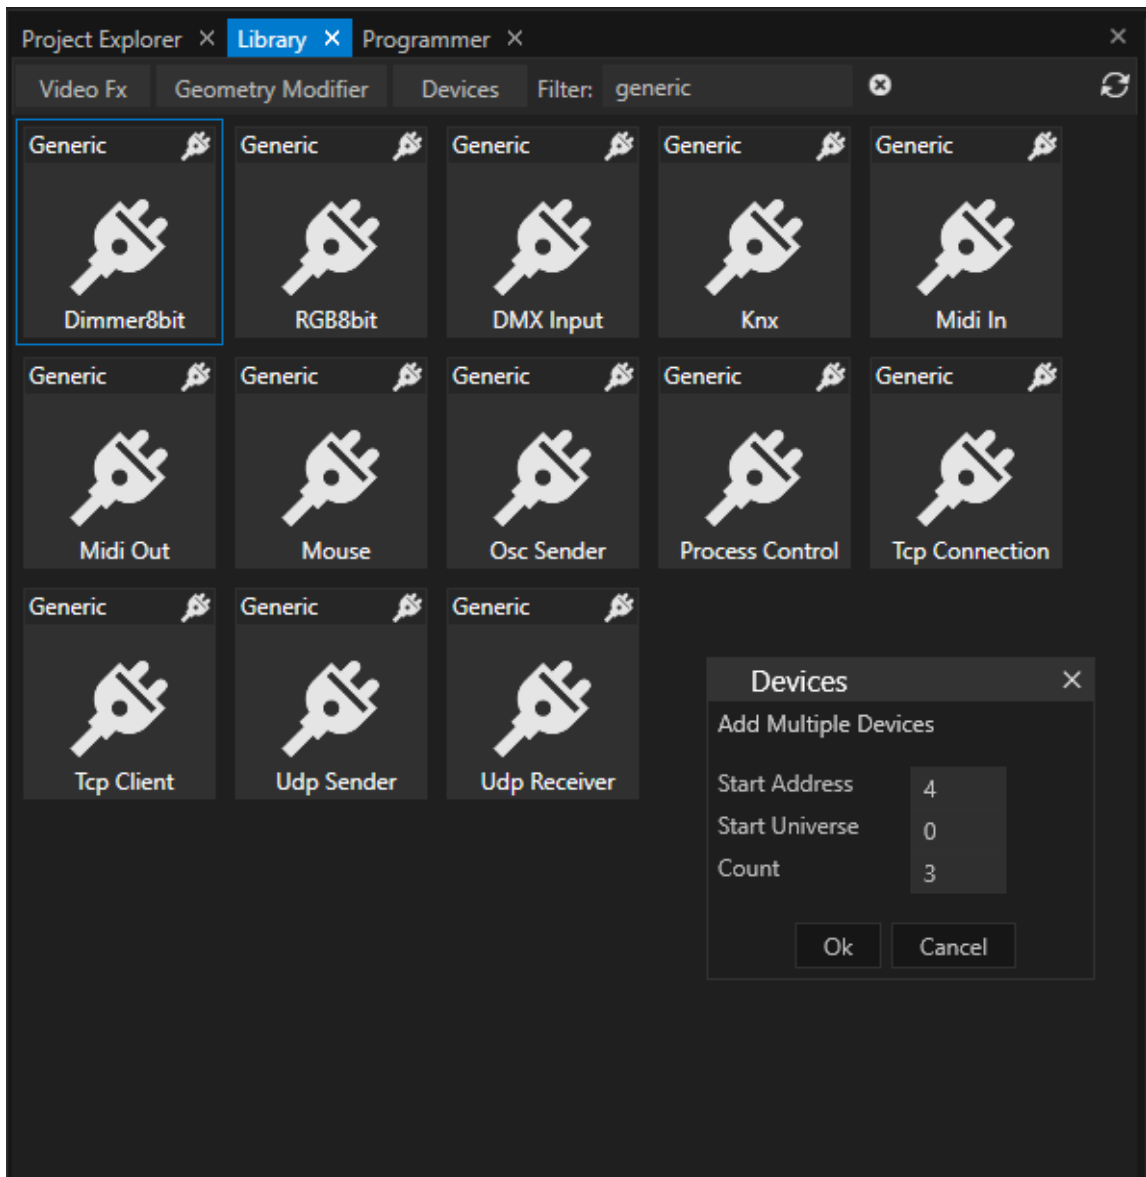 Project Explorer Library Programmer
Video Fx Geometry Modifier Devices Filter: generic
Generic Generic Generic Generic Generic
Dimmer8bit RGB8bit DMX Input Knx Midi In
Generic Generic Generic Generic Generic
Midi Out Mouse Osc Sender Process Control Tcp Connection
Generic Generic Generic
Tcp Client Udp Sender Udp Receiver
Devices
Add Multiple Devices
Start Address 4
Start Universe 0
Count 3
Ok Cancel